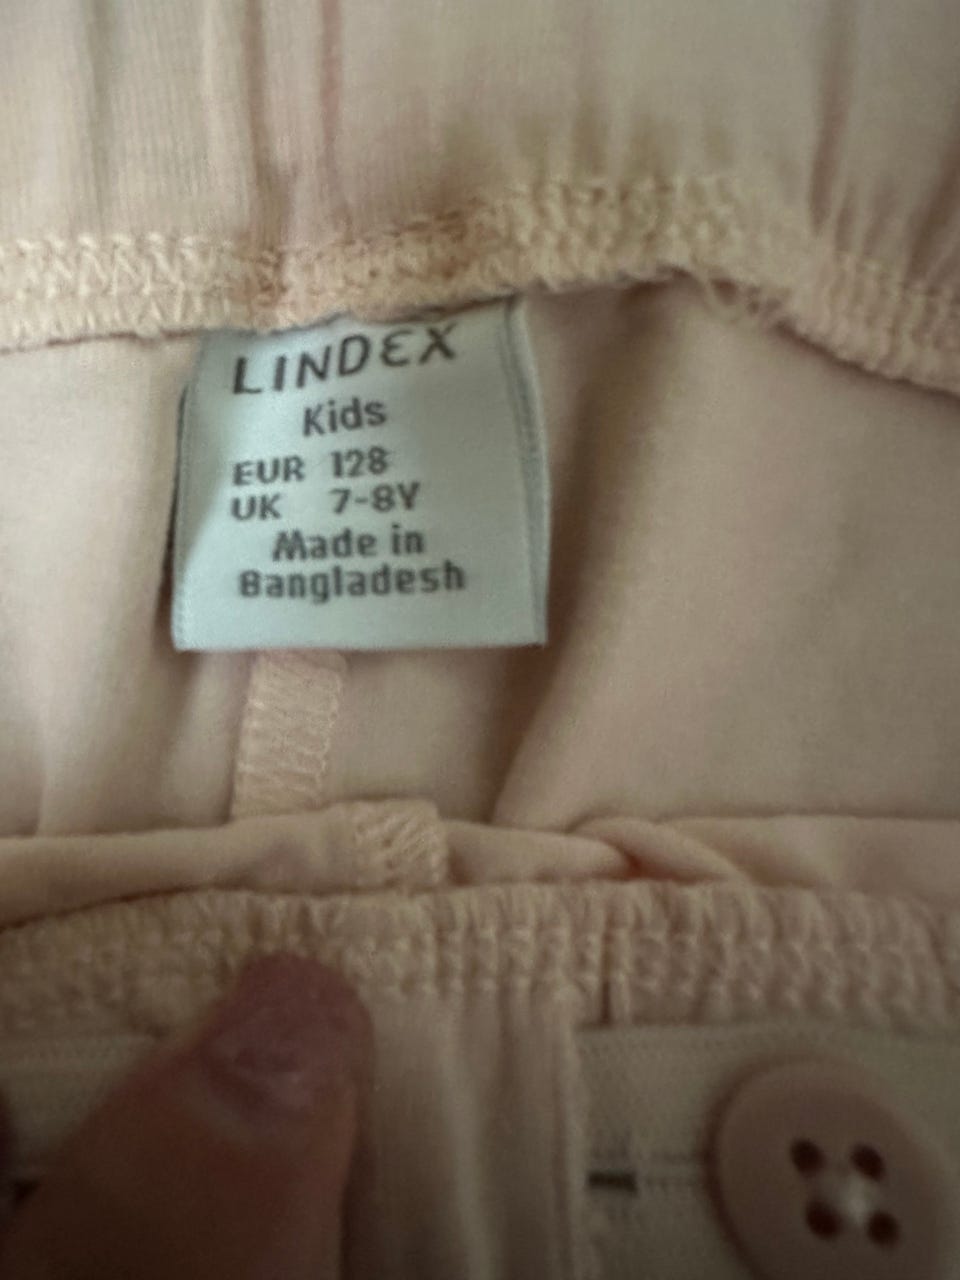 LINDEX
Kids
EUR 128
UK 7-8Y
Made in
Bangladesh